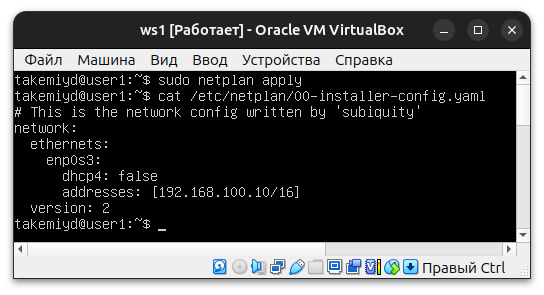 ws1 [Работает] - Oracle VM VirtualBox
Файл Машина Вид Ввод Устройства Справка
takemiyd@user1:~$ sudo netplan apply
takemiyd@user1:~$ cat /etc/netplan/00-installer-config.yaml
# This is the network config written by 'subiquity'
network:
  ethernets:
    enp0s3:
      dhcp4: false
      addresses: [192.168.100.10/16]
  version: 2
takemiyd@user1:~$ _
Правый Ctrl